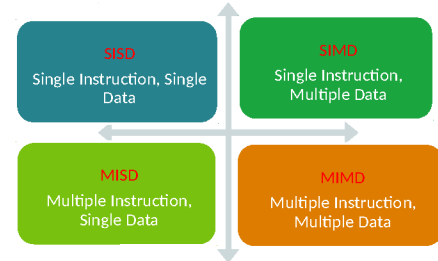 SISD
Single Instruction, Single
Data
SIMD
Single Instruction,
Multiple Data
MISD
Multiple Instruction,
Single Data
MIMD
Multiple Instruction,
Multiple Data